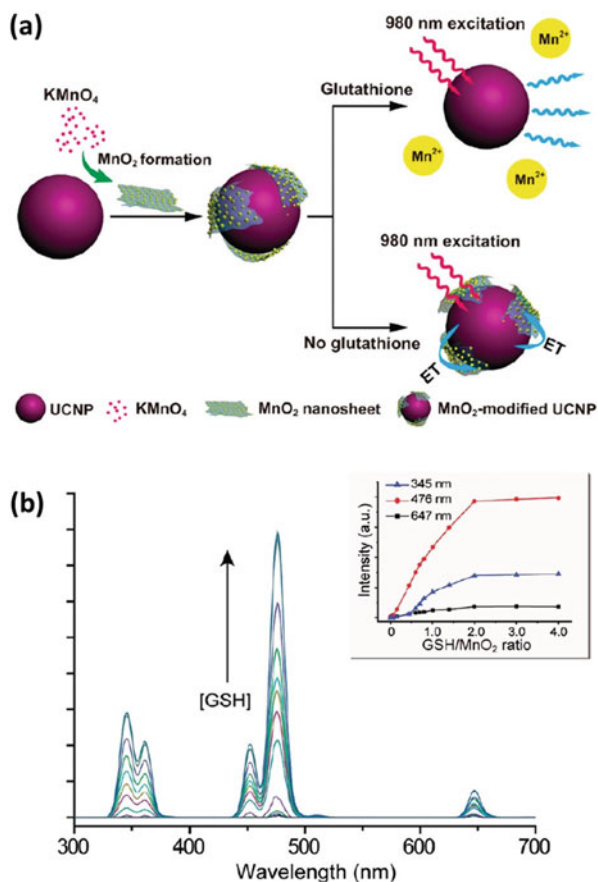 (a)
980 nm excitation
Mn2+
KMnO4
Glutathione
MnO2 formation
Mn2+
Mn2+
980 nm excitation
No glutathione
ET
ET
UCNP
KMnO4
MnO2 nanosheet
MnO2-modified UCNP
(b)
345 nm
476 nm
647 nm
Intensity (a.u.)
0.0 1.0 2.0 3.0 4.0
GSH/MnO2 ratio
[GSH]
300 400 500 600 700
Wavelength (nm)